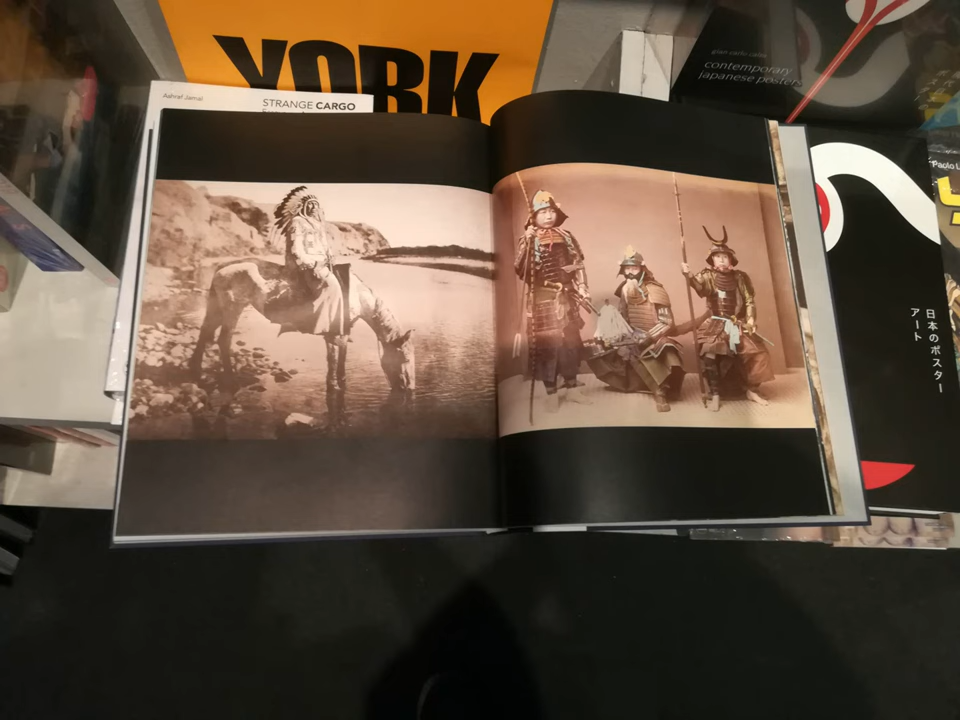 YORK
Ashraf Jamal
STRANGE CARGO
gian carlo calza
contemporary
japanese posters
Paolo L
日本のポスター
アート